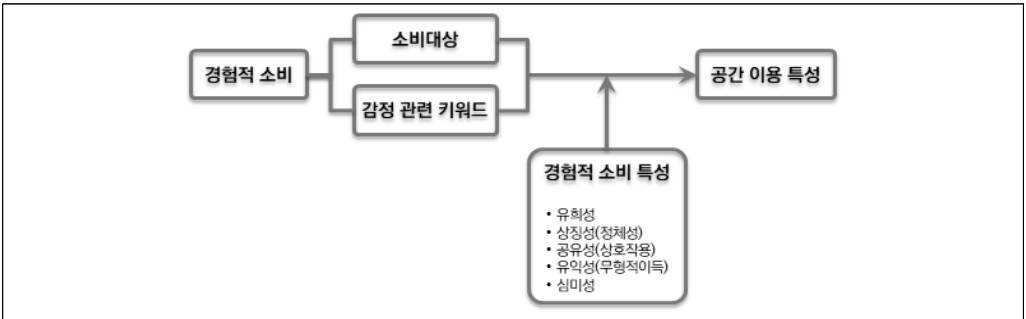 경험적 소비
소비대상
감정 관련 키워드
공간 이용 특성
경험적 소비 특성
• 유희성
• 상징성(정체성)
• 공유성(상호작용)
• 유익성(무형적이득)
• 심미성